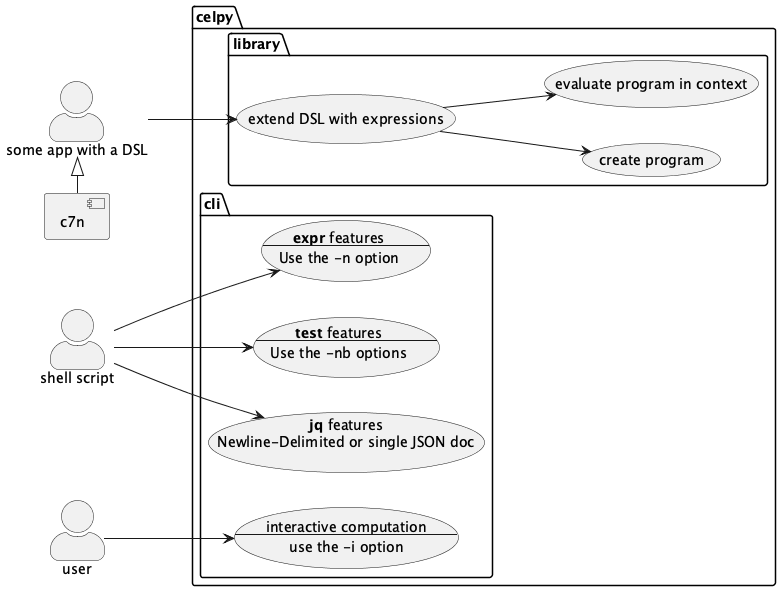 celpy
library
evaluate program in context
extend DSL with expressions
create program
some app with a DSL
c7n
cli
expr features
Use the -n option
test features
Use the -nb options
shell script
jq features
Newline-Delimited or single JSON doc
interactive computation
use the -i option
user